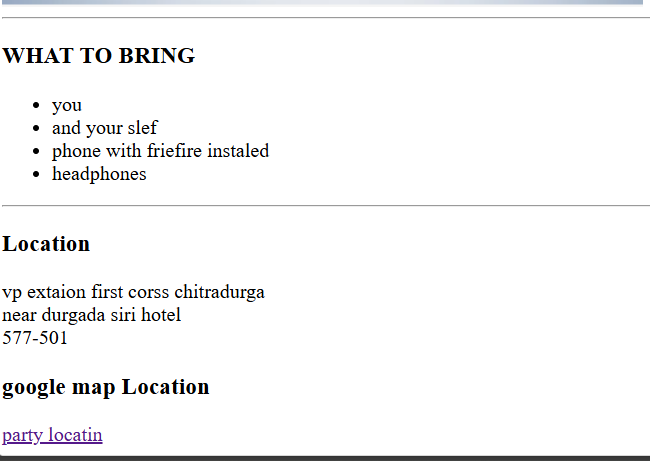 WHAT TO BRING
you
and your slef
phone with friefire instaled
headphones
Location
vp extaion first corss chitradurga
near durgada siri hotel
577-501
google map Location
party locatin